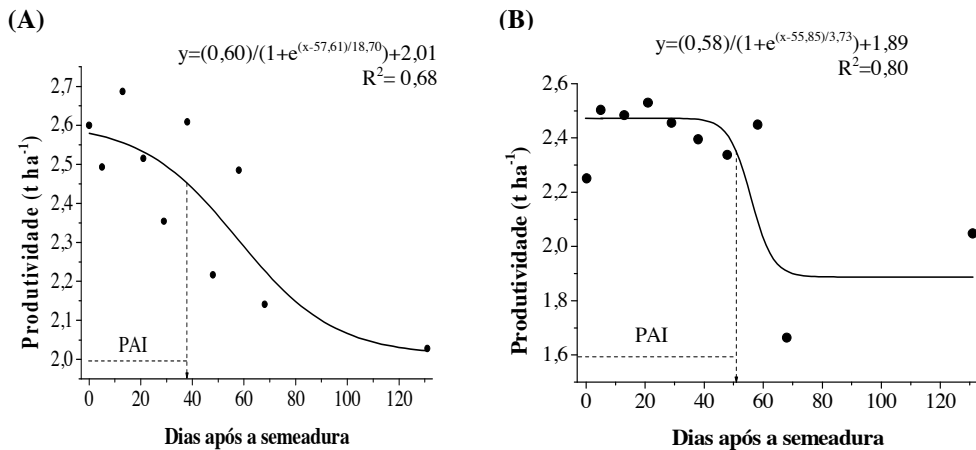 (A)
y=(0,60)/(1+e^(x-57,61)/18,70)+2,01
R²= 0,68
Produtividade (t ha⁻¹)
2,7
2,6
2,5
2,4
2,3
2,2
2,1
2,0
PAI
0 20 40 60 80 100 120
Dias após a semeadura
(B)
y=(0,58)/(1+e^(x-55,85)/3,73)+1,89
R²=0,80
Produtividade (t ha⁻¹)
2,6
2,4
2,2
2,0
1,8
1,6
PAI
0 20 40 60 80 100 120
Dias após a semeadura